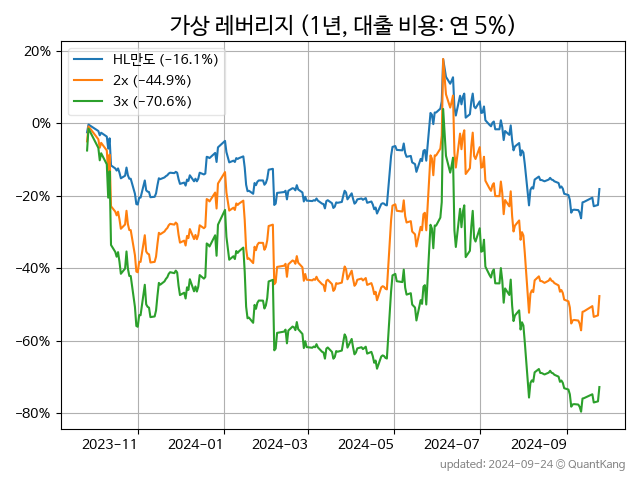 가상 레버리지 (1년, 대출 비용: 연 5%)
HL만도 (−16.1%)
2x (−44.9%)
3x (−70.6%)
20%
0%
−20%
−40%
−60%
−80%
2023-11
2024-01
2024-03
2024-05
2024-07
2024-09
updated: 2024-09-24 © QuantKang